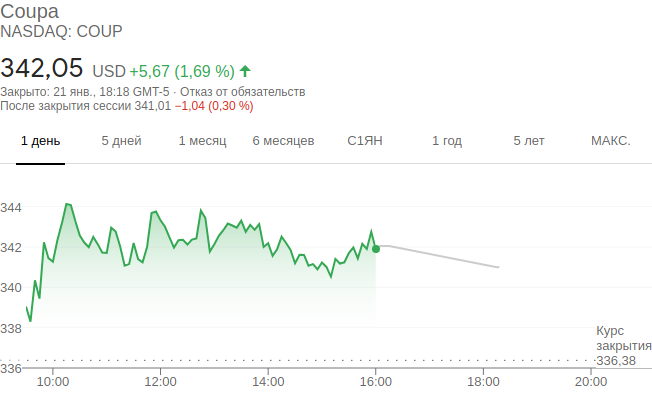 Coupa
NASDAQ: COUP
342,05 USD +5,67 (1,69 %)
Закрыто: 21 янв., 18:18 GMT-5 · Отказ от обязательств
После закрытия сессии 341,01 −1,04 (0,30 %)
1 день 5 дней 1 месяц 6 месяцев С1ЯН 1 год 5 лет МАКС.
344
342
340
338
Курс
закрытия
336,38
336
10:00 12:00 14:00 16:00 18:00 20:00